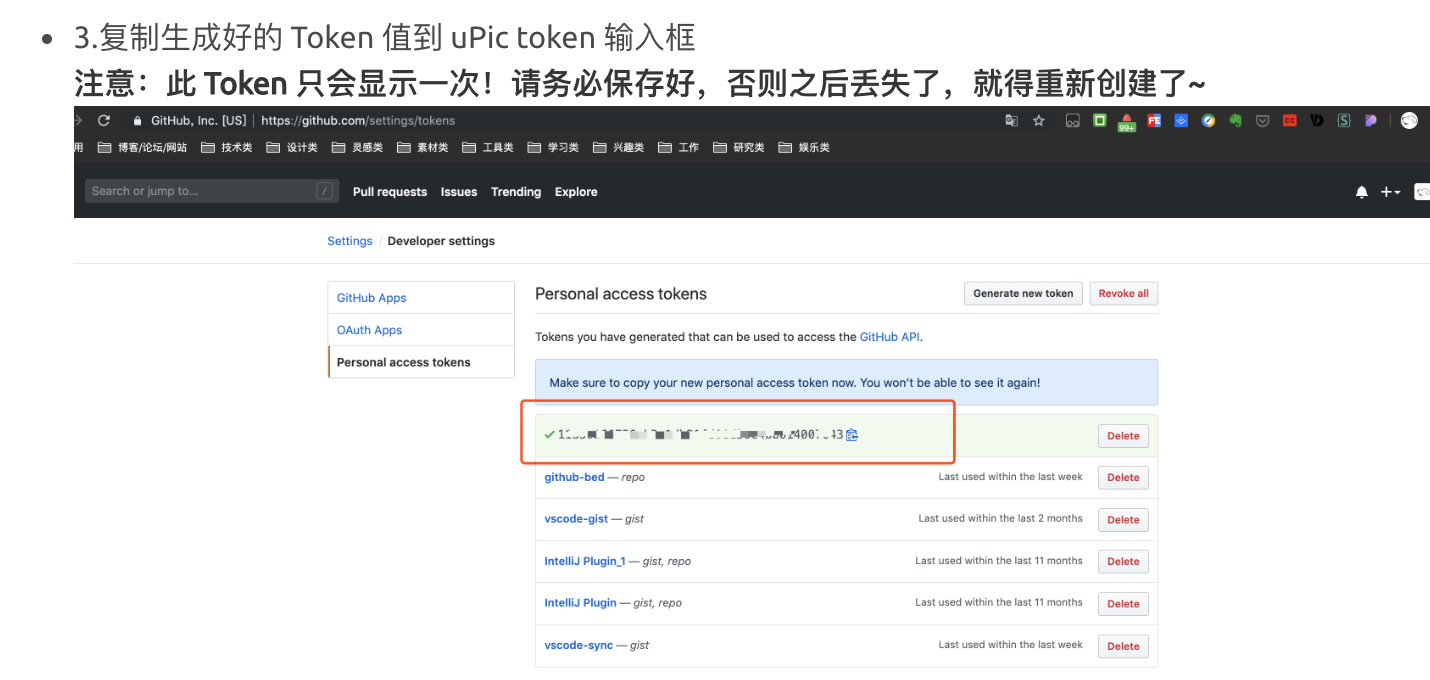 3.复制生成好的 Token 值到 uPic token 输入框
注意：此 Token 只会显示一次！请务必保存好，否则之后丢失了，就得重新创建了~
GitHub, Inc. [US] | https://github.com/settings/tokens
99+
FE
用 博客/论坛/网站 技术类 设计类 灵感类 素材类 工具类 学习类 兴趣类 工作 研究类 娱乐类
Search or jump to... / Pull requests Issues Trending Explore
Settings / Developer settings
GitHub Apps
OAuth Apps
Personal access tokens
Personal access tokens Generate new token Revoke all
Tokens you have generated that can be used to access the GitHub API.
Make sure to copy your new personal access token now. You won't be able to see it again!
Delete
github-bed — repo Last used within the last week Delete
vscode-gist — gist Last used within the last 2 months Delete
IntelliJ Plugin_1 — gist, repo Last used within the last 11 months Delete
IntelliJ Plugin — gist, repo Last used within the last 11 months Delete
vscode-sync — gist Last used within the last week Delete